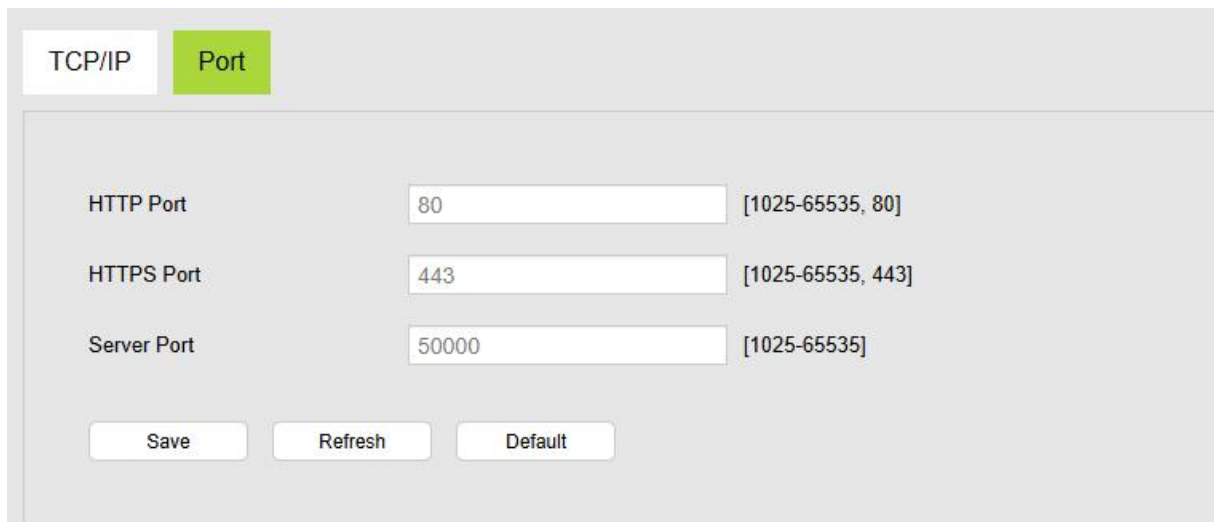 TCP/IP Port
HTTP Port 80 [1025-65535, 80]
HTTPS Port 443 [1025-65535, 443]
Server Port 50000 [1025-65535]
Save Refresh Default